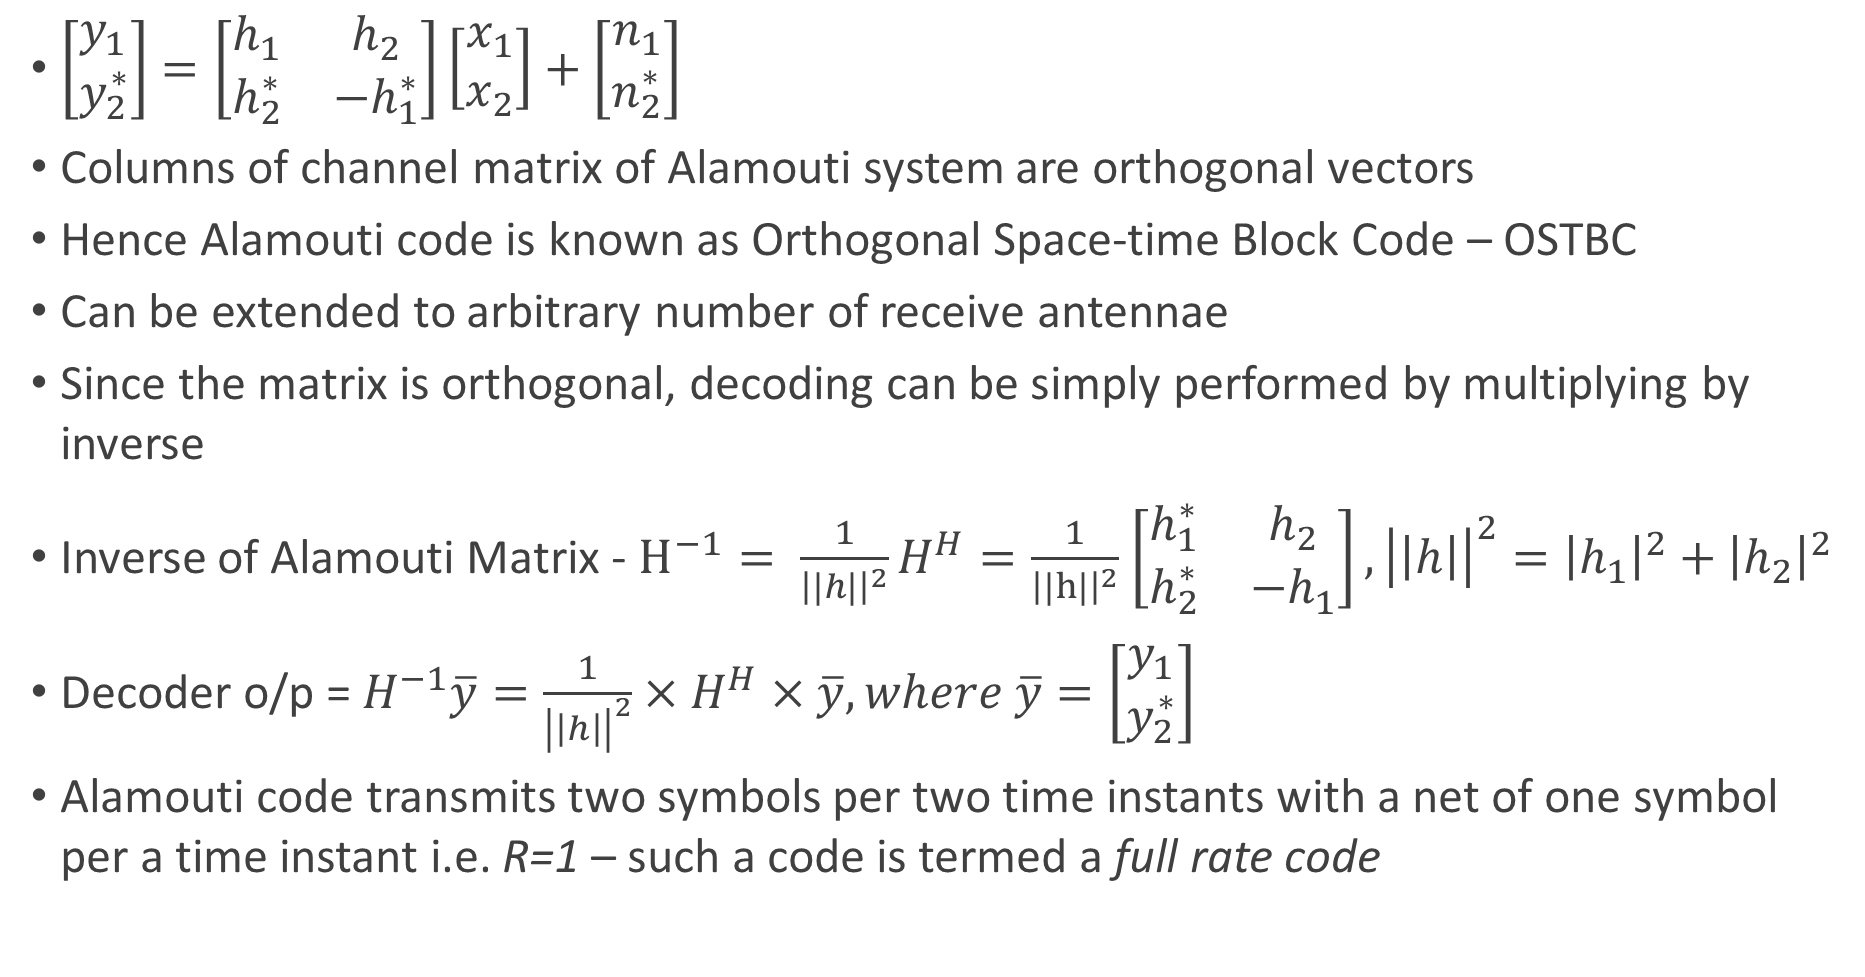 • [y₁; y₂*] = [h₁ h₂; h₂* −h₁*] [x₁; x₂] + [n₁; n₂*]
• Columns of channel matrix of Alamouti system are orthogonal vectors
• Hence Alamouti code is known as Orthogonal Space-time Block Code – OSTBC
• Can be extended to arbitrary number of receive antennae
• Since the matrix is orthogonal, decoding can be simply performed by multiplying by
inverse
• Inverse of Alamouti Matrix - H⁻¹ = 1/||h||² Hᴴ = 1/||h||² [h₁* h₂; h₂* −h₁], ||h||² = |h₁|² + |h₂|²
• Decoder o/p = H⁻¹ȳ = 1/||h||² × Hᴴ × ȳ, where ȳ = [y₁; y₂*]
• Alamouti code transmits two symbols per two time instants with a net of one symbol
per a time instant i.e. R=1 – such a code is termed a full rate code